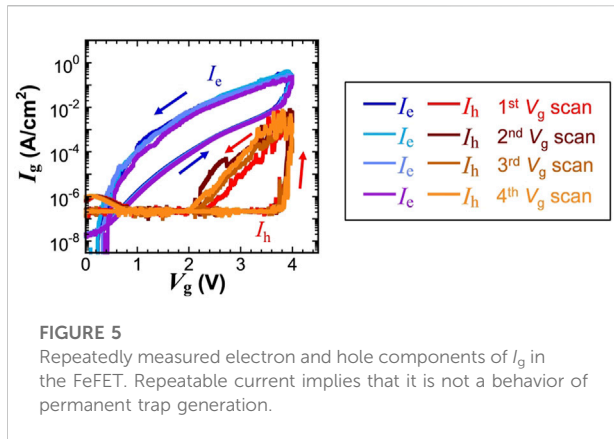 10⁰
10⁻²
10⁻⁴
10⁻⁶
10⁻⁸
I_g (A/cm²)
I_e
I_h
0 1 2 3 4
V_g (V)
I_e I_h 1st V_g scan
I_e I_h 2nd V_g scan
I_e I_h 3rd V_g scan
I_e I_h 4th V_g scan
FIGURE 5
Repeatedly measured electron and hole components of I_g in
the FeFET. Repeatable current implies that it is not a behavior of
permanent trap generation.